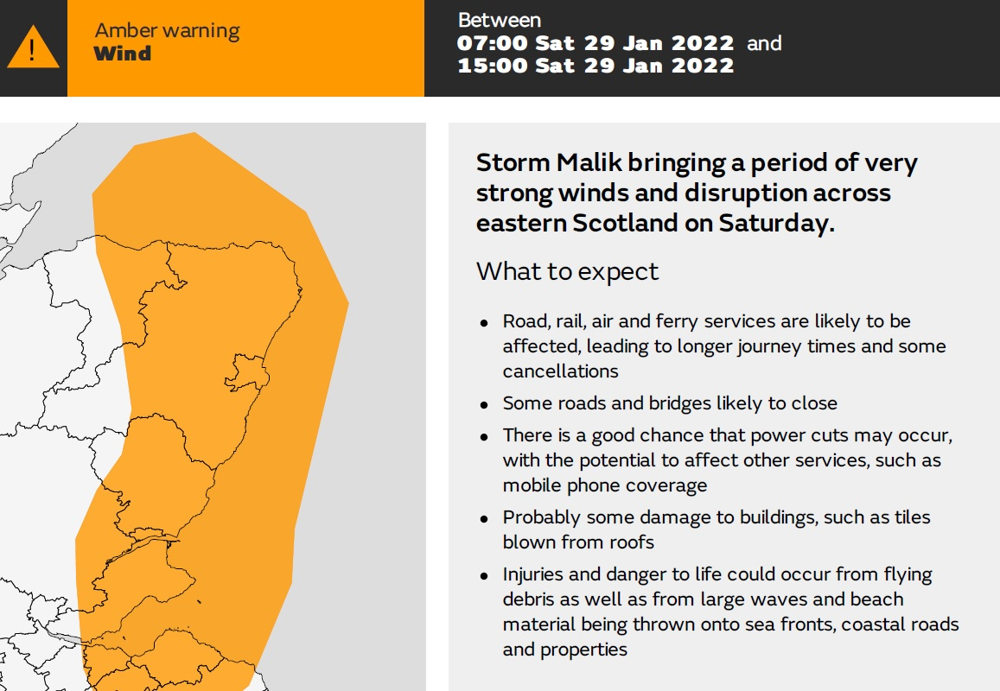 !
Amber warning
Wind
Between
07:00 Sat 29 Jan 2022 and
15:00 Sat 29 Jan 2022
Storm Malik bringing a period of very
strong winds and disruption across
eastern Scotland on Saturday.
What to expect
• Road, rail, air and ferry services are likely to be
affected, leading to longer journey times and some
cancellations
• Some roads and bridges likely to close
• There is a good chance that power cuts may occur,
with the potential to affect other services, such as
mobile phone coverage
• Probably some damage to buildings, such as tiles
blown from roofs
• Injuries and danger to life could occur from flying
debris as well as from large waves and beach
material being thrown onto sea fronts, coastal roads
and properties